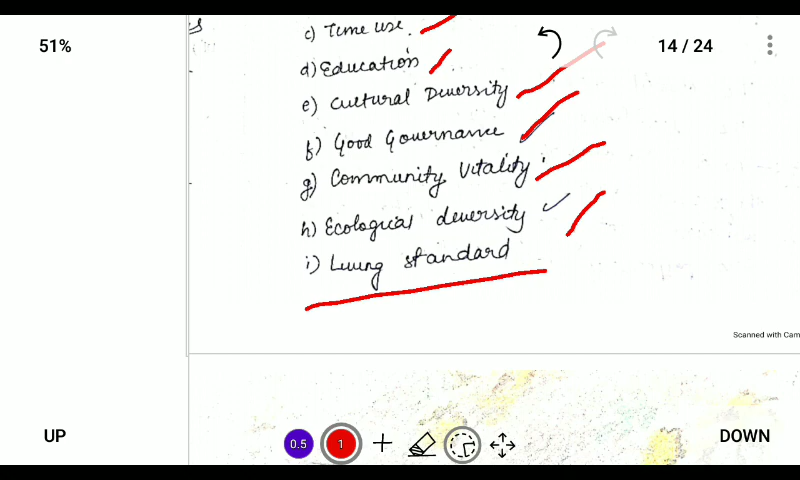 51%
14 / 24
c) Time use.
d) Education
e) Cultural Diversity
f) Good Governance
g) Community Vitality
h) Ecological deversity
i) Living standard
Scanned with Cam
UP
DOWN
0.5
1